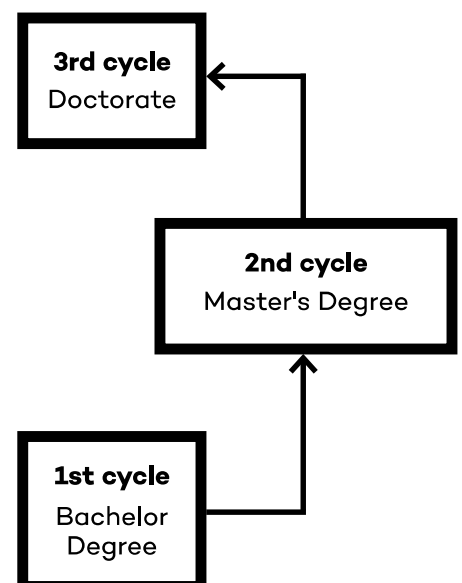 3rd cycle
Doctorate
2nd cycle
Master's Degree
1st cycle
Bachelor
Degree